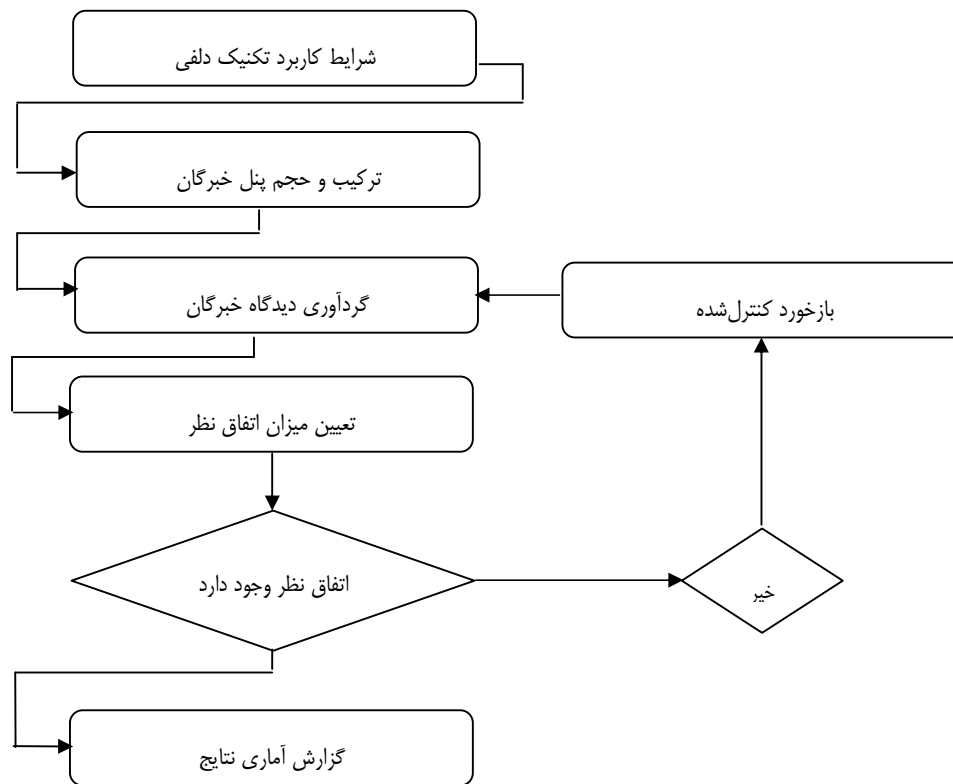 شرایط کاربرد تکنیک دلفی
ترکیب و حجم پنل خبرگان
گردآوری دیدگاه خبرگان
بازخورد کنترل‌شده
تعیین میزان اتفاق نظر
اتفاق نظر وجود دارد
خیر
گزارش آماری نتایج